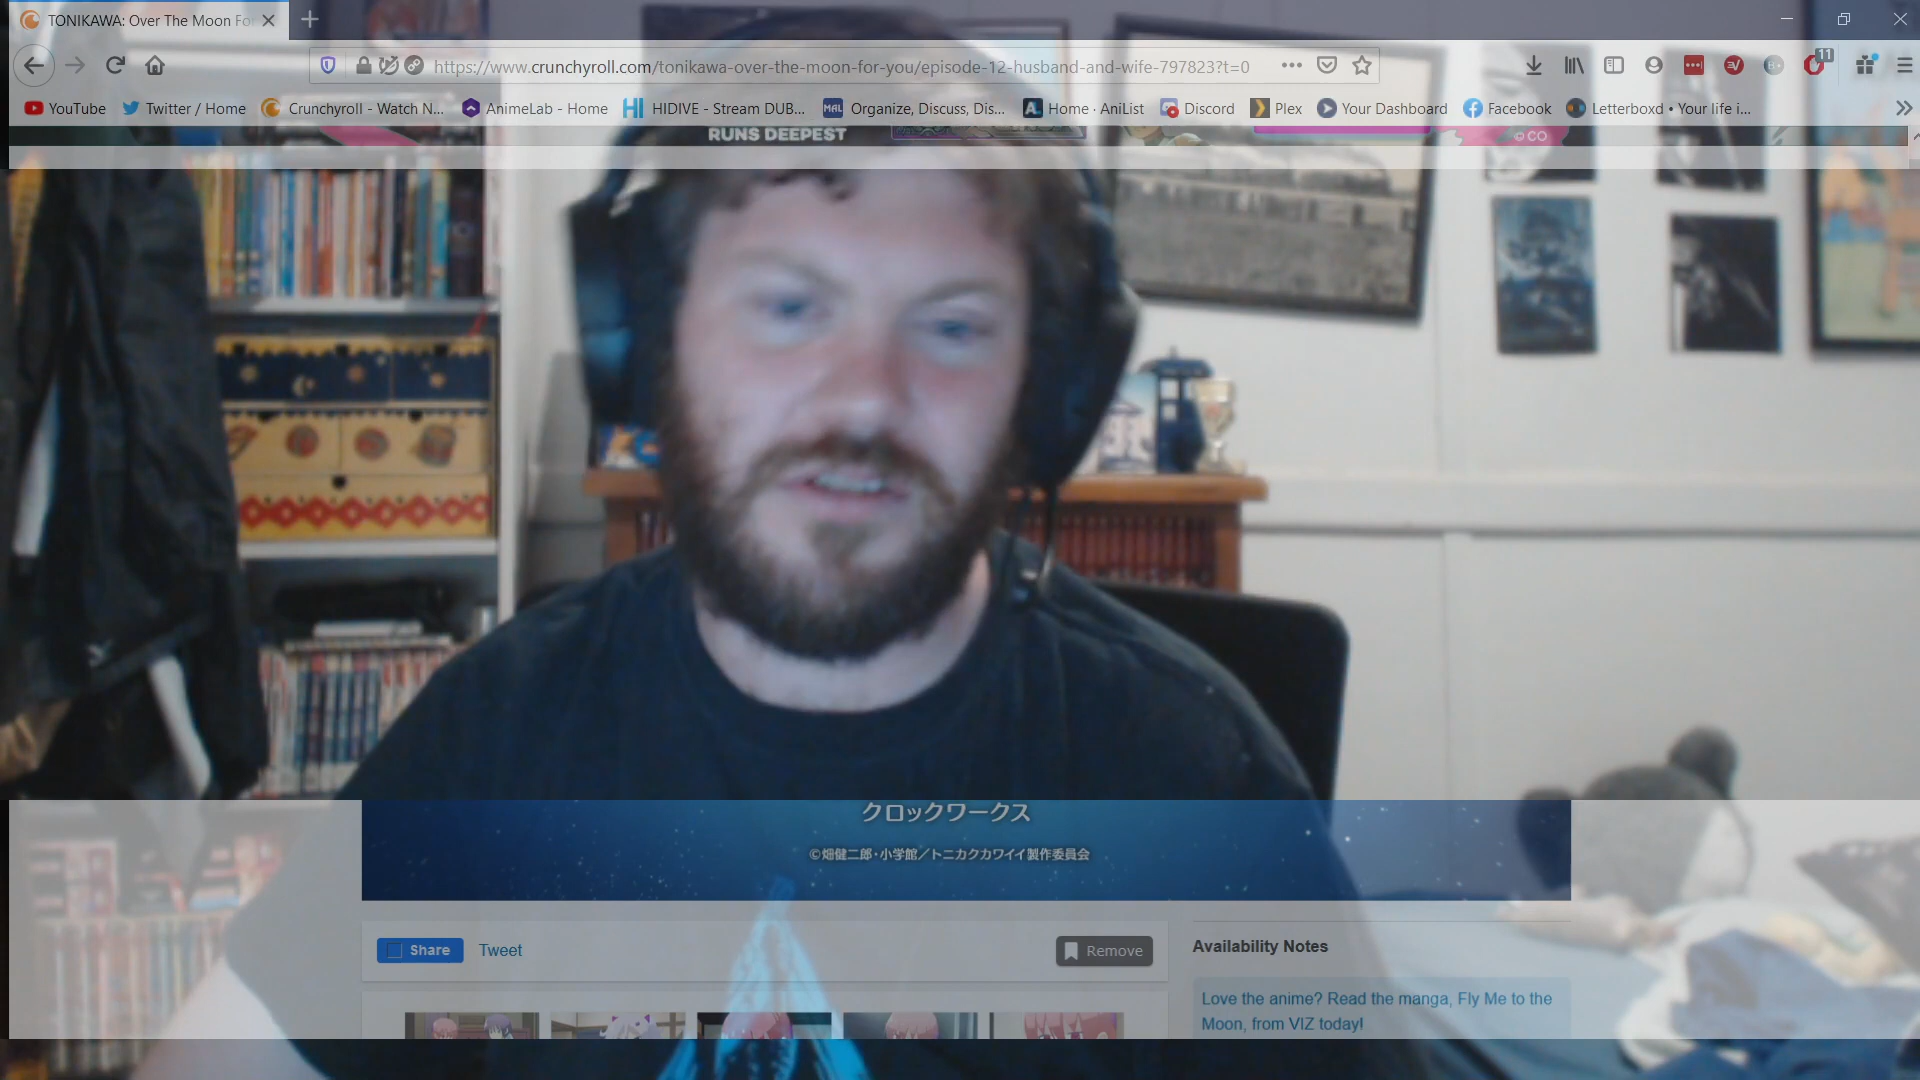 TONIKAWA: Over The Moon For
https://www.crunchyroll.com/tonikawa-over-the-moon-for-you/episode-12-husband-and-wife-797823?t=0
11
YouTube
Twitter / Home
Crunchyroll - Watch N...
AnimeLab - Home
HIDIVE - Stream DUB...
MAL
Organize, Discuss, Dis...
Home · AniList
Discord
Plex
Your Dashboard
Facebook
Letterboxd • Your life i...
RUNS DEEPEST
CO
クロックワークス
©畑健二郎・小学館／トニカクカワイイ製作委員会
Share
Tweet
Remove
Availability Notes
Love the anime? Read the manga, Fly Me to the
Moon, from VIZ today!